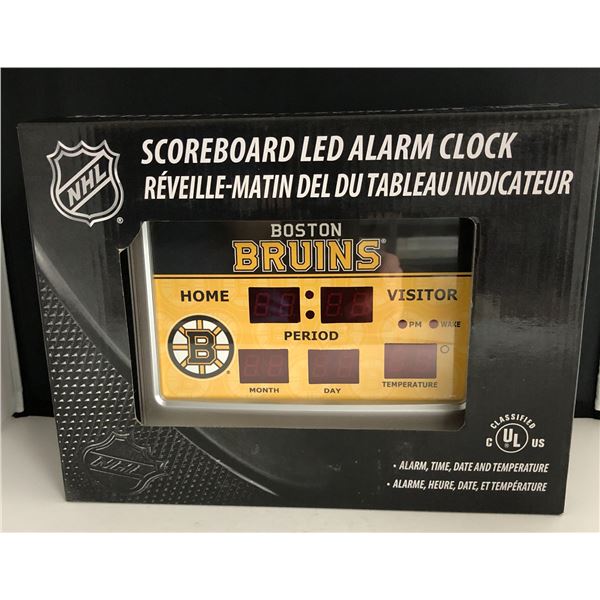 SCOREBOARD LED ALARM CLOCK
RÉVEILLE-MATIN DEL DU TABLEAU INDICATEUR
NHL
®
BOSTON
BRUINS®
HOME
VISITOR
PM
WAKE
PERIOD
B
MONTH
DAY
TEMPERATURE
CLASSIFIED
C UL US
®
• ALARM, TIME, DATE AND TEMPERATURE
• ALARME, HEURE, DATE, ET TEMPÉRATURE
NHL